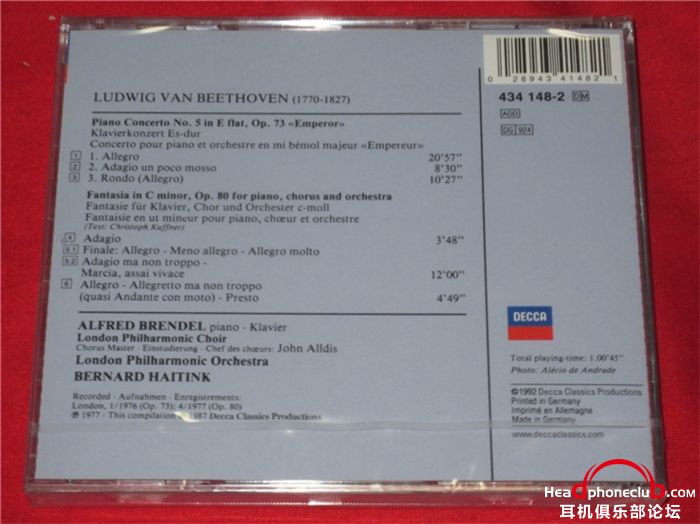 0 28943 41482 1
434 148-2 DM
ADD
DG 924
LUDWIG VAN BEETHOVEN (1770-1827)
Piano Concerto No. 5 in E flat, Op. 73 «Emperor»
Klavierkonzert Es-dur
Concerto pour piano et orchestre en mi bémol majeur «Empereur»
1 1. Allegro 20'57"
2 2. Adagio un poco mosso 8'30"
3 3. Rondo (Allegro) 10'27"
Fantasia in C minor, Op. 80 for piano, chorus and orchestra
Fantasie für Klavier, Chor und Orchester c-moll
Fantaisie en ut mineur pour piano, chœur et orchestre
(Text: Christoph Kuffner)
4 Adagio 3'48"
5.1 Finale: Allegro - Meno allegro - Allegro molto
5.2 Adagio ma non troppo -
Marcia, assai vivace 12'00"
6 Allegro - Allegretto ma non troppo
(quasi Andante con moto) - Presto 4'49"
ALFRED BRENDEL piano · Klavier
London Philharmonic Choir
Chorus Master · Einstudierung · Chef des chœurs: John Alldis
London Philharmonic Orchestra
BERNARD HAITINK
Recorded · Aufnahmen · Enregistrements:
London, 1/1976 (Op. 73); 4/1977 (Op. 80)
℗ 1977 · This compilation ℗ 1987 Decca Classics Productions
DECCA
Total playing-time: 1.00'45"
Photo: Alécio de Andrade
©1992 Decca Classics Productions
Printed in Germany
Imprimé en Allemagne
Made in Germany
www.deccaclassics.com
HeadphoneclUb.com
耳机俱乐部论坛